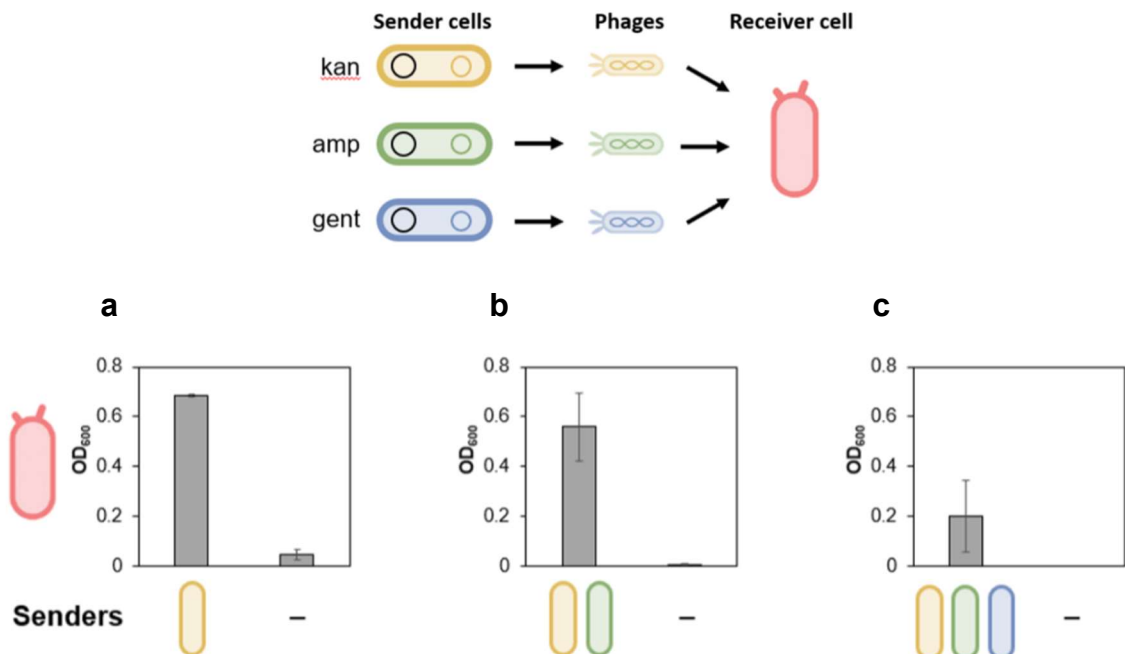 Sender cells Phages Receiver cell
kan
amp
gent
a b c
0.8 0.8 0.8
0.6 0.6 0.6
0.4 0.4 0.4
0.2 0.2 0.2
0 0 0
OD600 OD600 OD600
Senders – – –